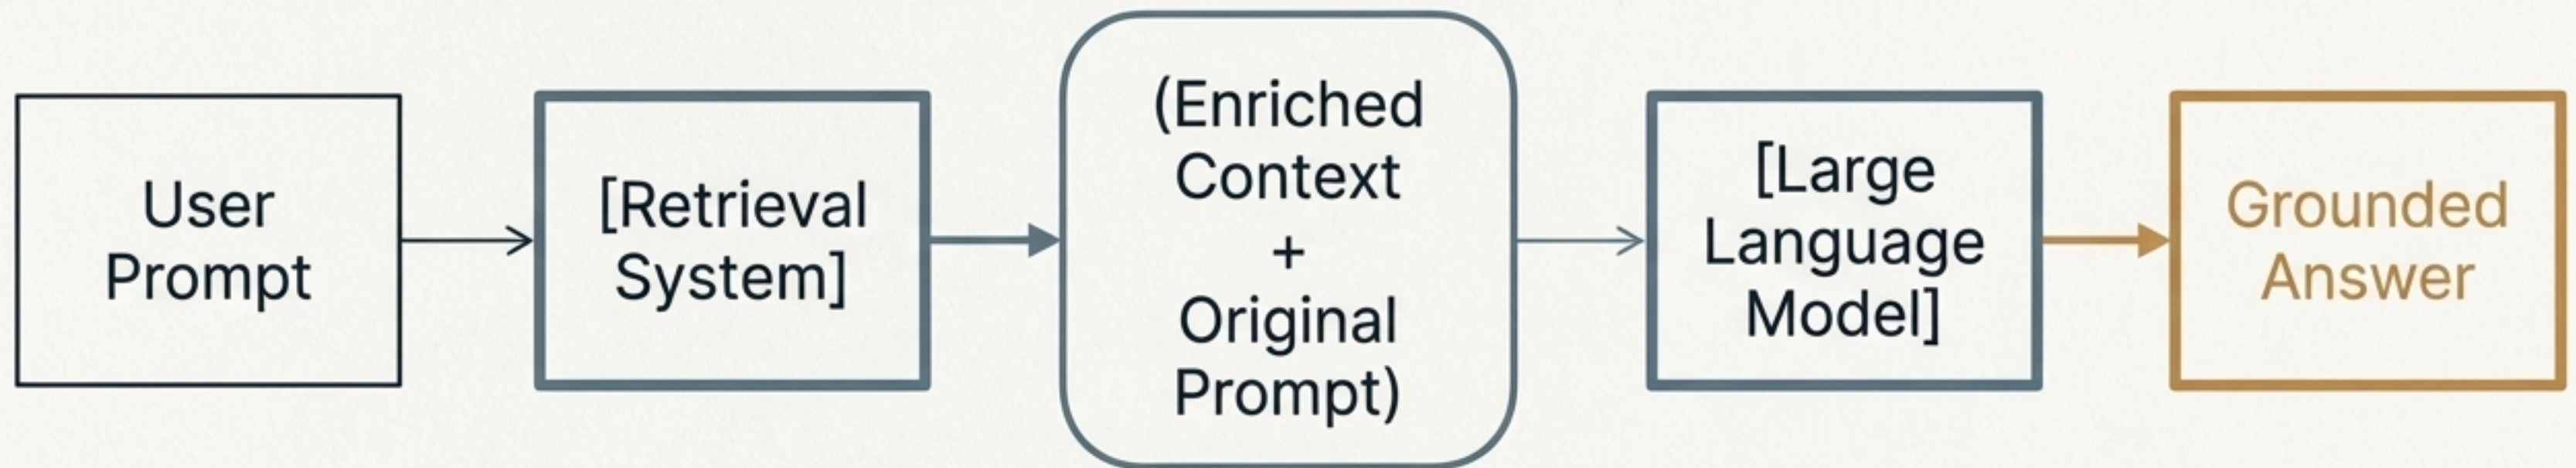 User
Prompt
[Retrieval
System]
(Enriched
Context
+
Original
Prompt)
[Large
Language
Model]
Grounded
Answer